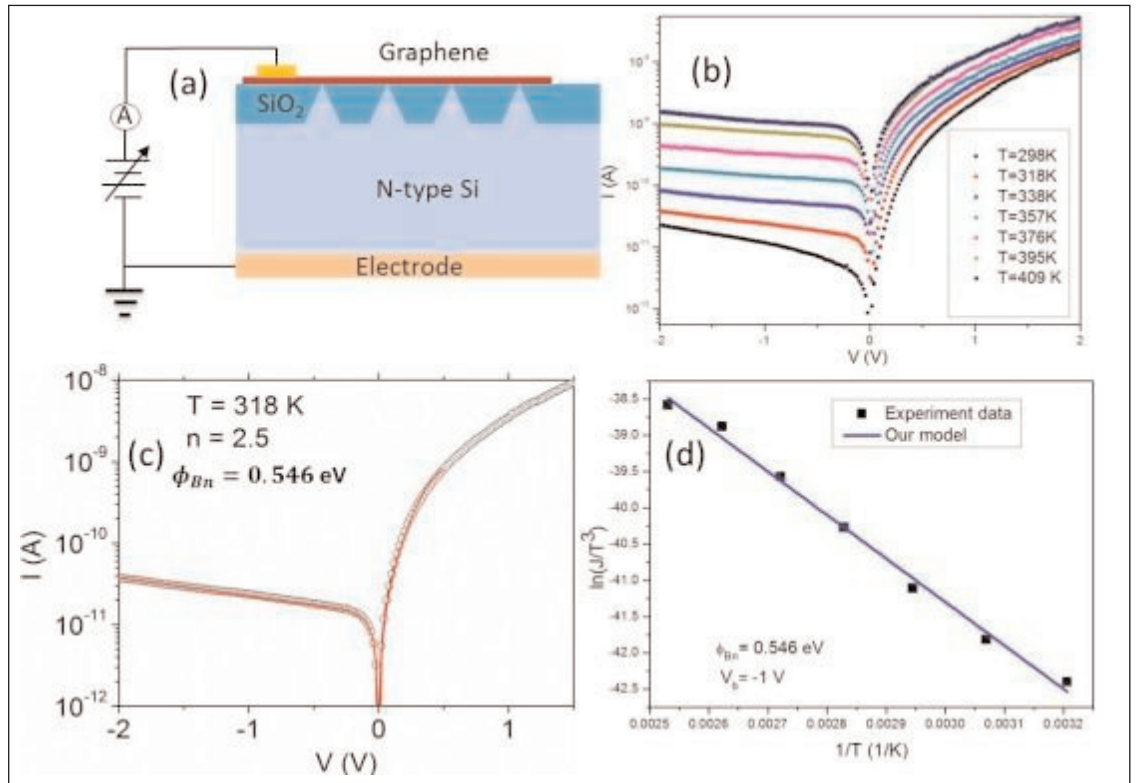 (a)
Graphene
SiO₂
A
N-type Si
Electrode
(b)
I (A)
T=298K
T=318K
T=338K
T=357K
T=376K
T=395K
T=409 K
-2 -1 0 1 2
V (V)
(c)
T = 318 K
n = 2.5
ϕBn = 0.546 eV
I (A)
10⁻⁸
10⁻⁹
10⁻¹⁰
10⁻¹¹
10⁻¹²
-2 -1 0 1
V (V)
(d)
Experiment data
Our model
ln(J/T³)
-38.5
-39.0
-39.5
-40.0
-40.5
-41.0
-41.5
-42.0
-42.5
ϕBn = 0.546 eV
Vb = -1 V
0.0025 0.0026 0.0027 0.0028 0.0029 0.0030 0.0031 0.0032
1/T (1/K)